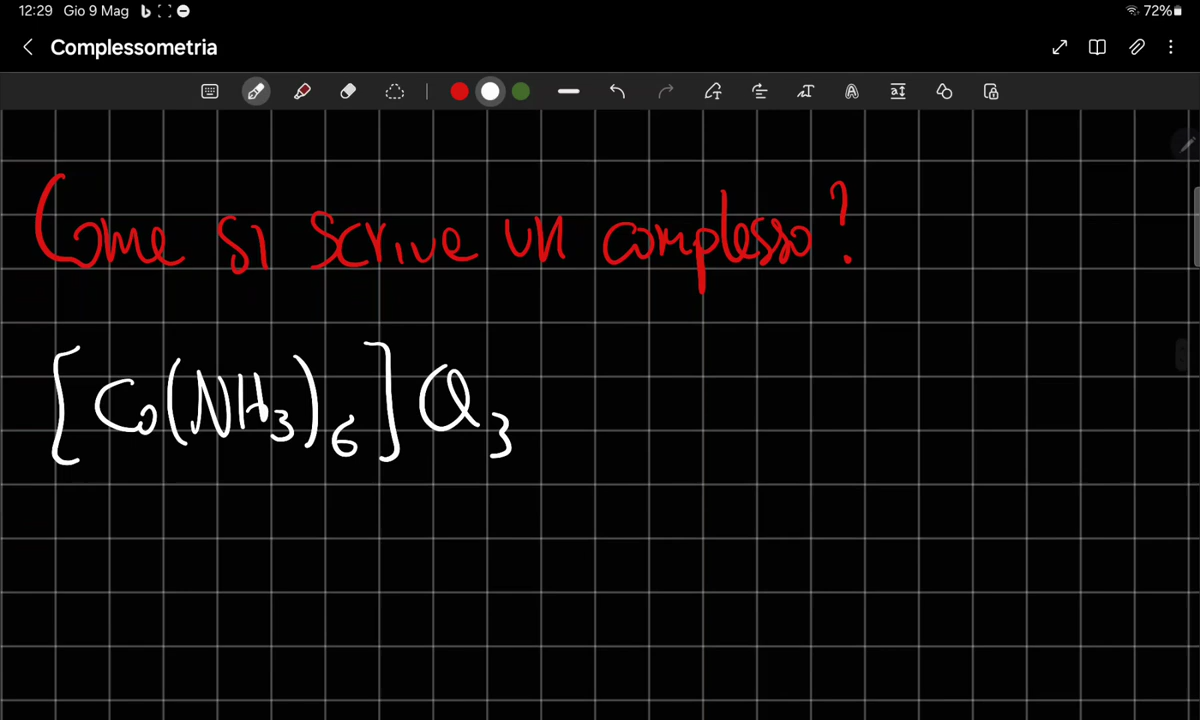 12:29 Gio 9 Mag 72%
Complessometria
Come si scrive un complesso?
[Co(NH3)6]Cl3